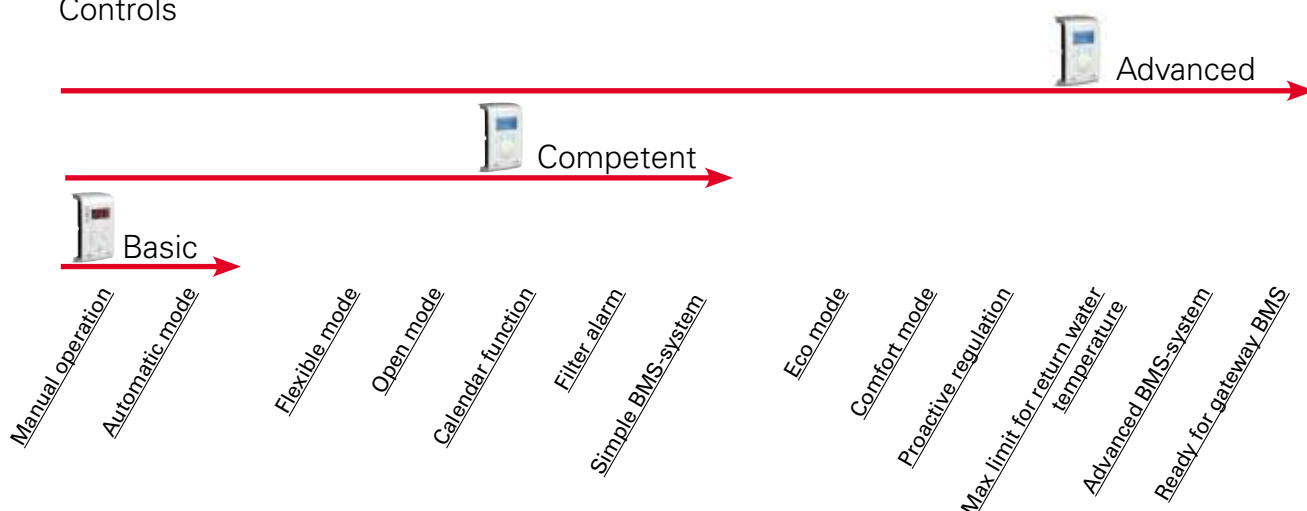 Controls
Advanced
Competent
Basic
Manual operation
Automatic mode
Flexible mode
Open mode
Calendar function
Filter alarm
Simple BMS-system
Eco mode
Comfort mode
Proactive regulation
Max limit for return water
temperature
Advanced BMS-system
Ready for gateway BMS